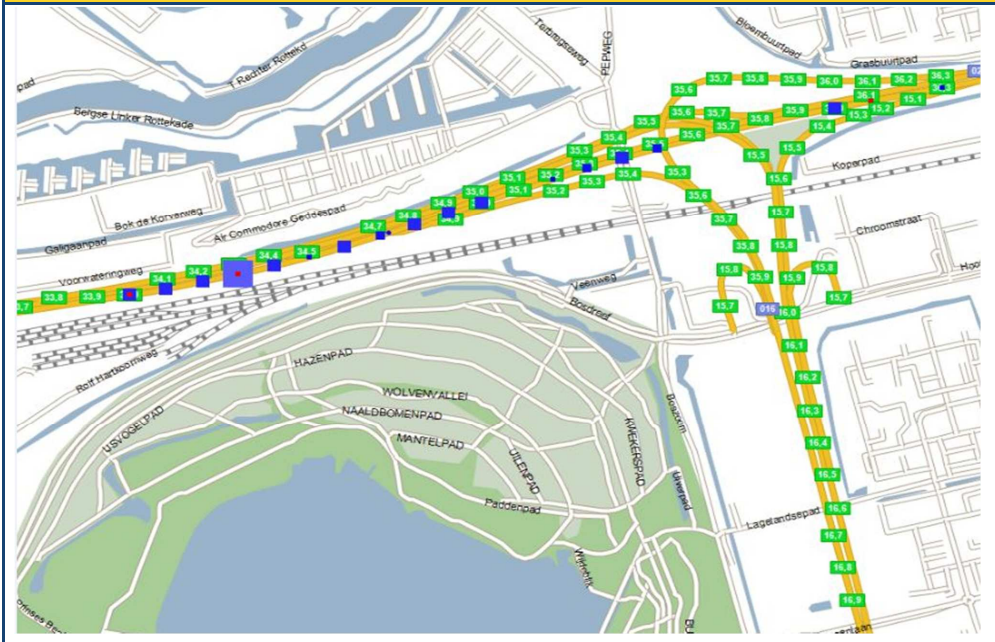 pad
T Rechter Rottekd
Terbregseweg
PEPWEG
Bloembuurtpad
Grasbuurtpad
Bergse Linker Rottekade
35,7
35,8
35,9
36,0
36,1
36,2
36,3
35,6
36,1
15,1
15,2
15,3
35,5
35,6
35,7
35,8
35,9
15,4
35,4
35,6
35,7
15,5
15,5
Koperpad
35,3
35,4
35,3
35,1
35,2
35,3
15,6
35,0
35,1
35,2
35,6
34,9
35,7
15,7
Bok de Korverweg
Air Commodore Geddespad
34,7
34,8
Chroomstraat
Galgaanpad
35,8
15,8
34,4
34,5
Voorwateringweg
34,1
34,2
Veenweg
15,8
35,9
15,9
15,8
33,8
33,9
15,7
016
16,0
15,7
Bosdreef
Rolf Hartkoornweg
HAZENPAD
16,1
16,2
WOLVENVALLEI
NAALDBOMENPAD
16,3
IJSVOGELPAD
MANTELPAD
Boszoom
KWEKERSPAD
16,4
UILENPAD
16,5
Paddenpad
Lagelandsepad
16,6
16,7
16,8
16,9